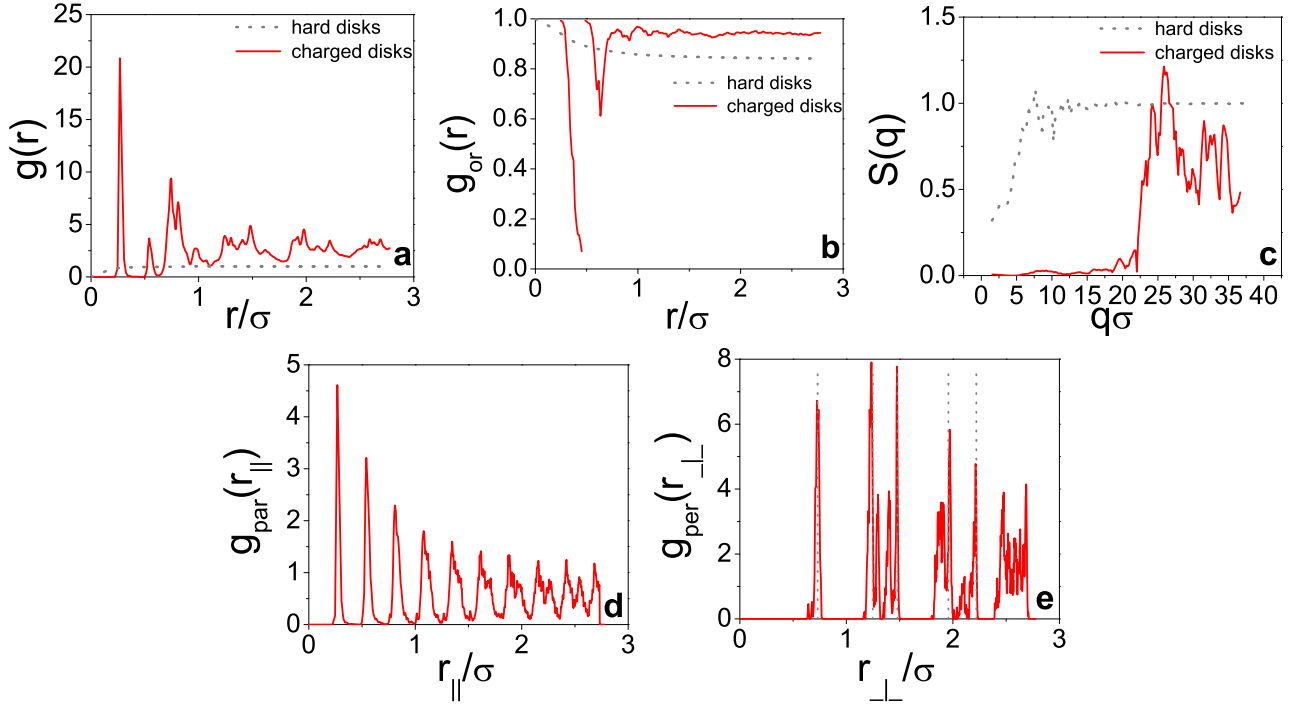 25
20
15
10
5
0
g(r)
hard disks
charged disks
a
0 1 2 3
r/σ
1.0
0.8
0.6
0.4
0.2
0.0
g_or(r)
hard disks
charged disks
b
0 1 2 3
r/σ
1.5
1.0
0.5
0.0
S(q)
hard disks
charged disks
c
0 5 10 15 20 25 30 35 40
qσ
5
4
3
2
1
0
g_par(r_||)
d
0 1 2 3
r_||/σ
8
6
4
2
0
g_per(r_⊥)
e
0 1 2 3
r_⊥/σ